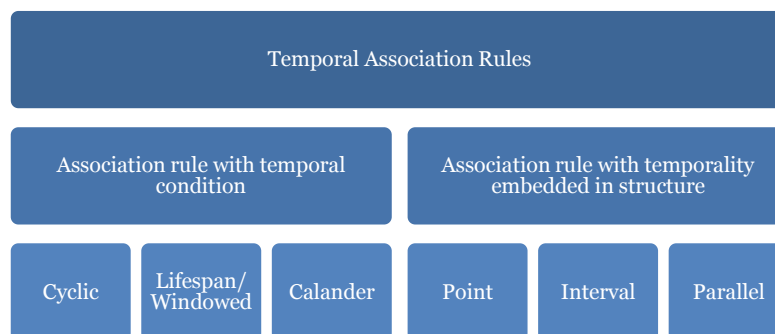 Temporal Association Rules
Association rule with temporal
condition
Association rule with temporality
embedded in structure
Cyclic
Lifespan/
Windowed
Calander
Point
Interval
Parallel